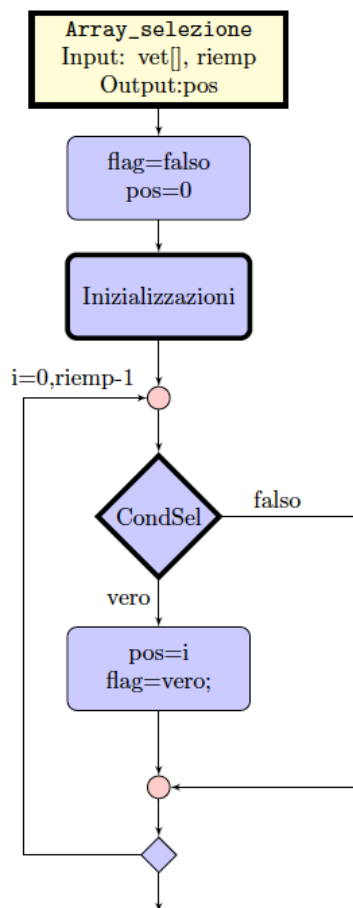 Array_selezione
Input: vet[], riemp
Output:pos
flag=falso
pos=0
Inizializzazioni
i=0,riemp-1
CondSel
falso
vero
pos=i
flag=vero;